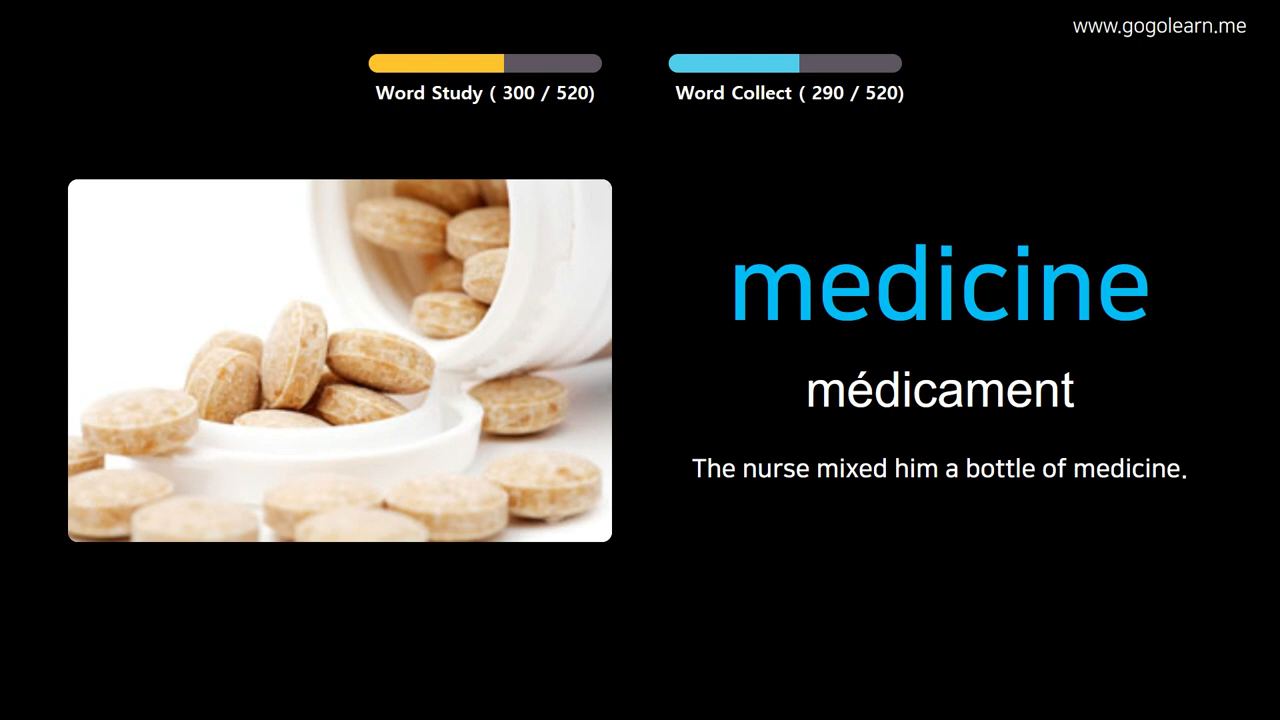 www.gogolearn.me
Word Study ( 300 / 520)
Word Collect ( 290 / 520)
medicine
médicament
The nurse mixed him a bottle of medicine.